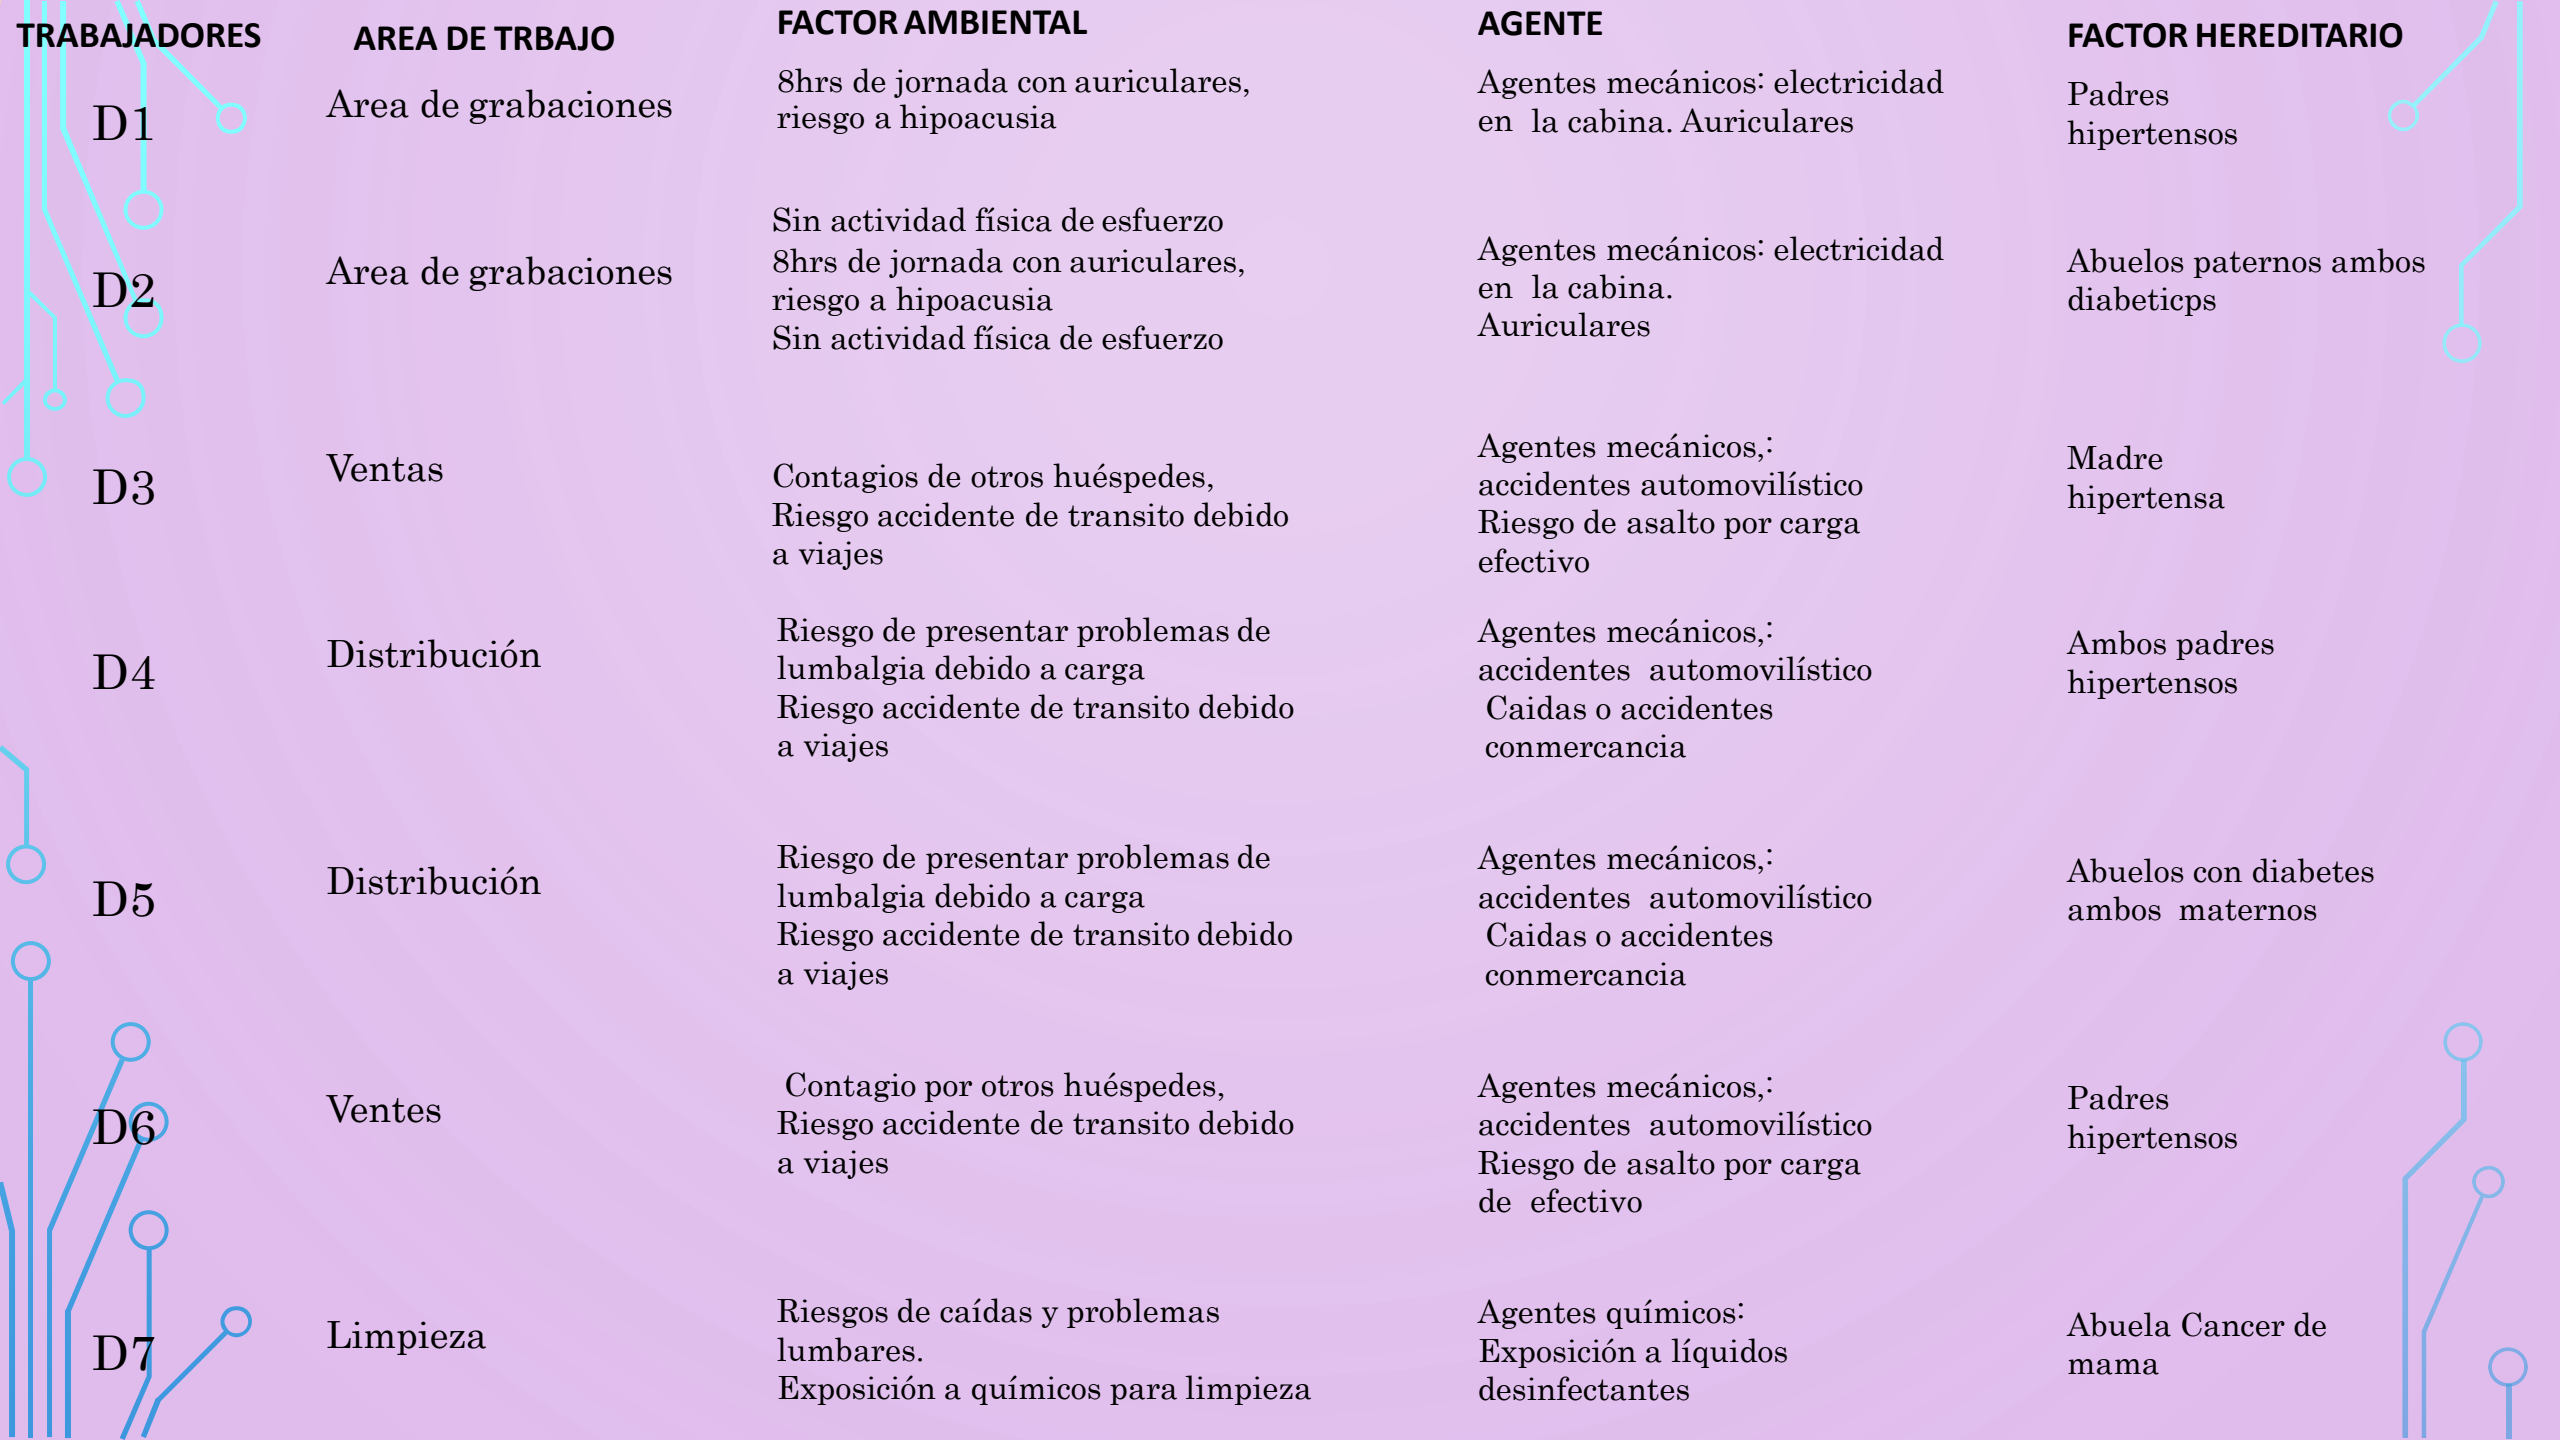 TRABAJADORES
AREA DE TRBAJO
FACTOR AMBIENTAL
AGENTE
FACTOR HEREDITARIO
D1
Area de grabaciones
8hrs de jornada con auriculares,
riesgo a hipoacusia
Agentes mecánicos: electricidad
en la cabina. Auriculares
Padres
hipertensos
Sin actividad física de esfuerzo
D2
Area de grabaciones
8hrs de jornada con auriculares,
riesgo a hipoacusia
Sin actividad física de esfuerzo
Agentes mecánicos: electricidad
en la cabina.
Auriculares
Abuelos paternos ambos
diabeticps
D3
Ventas
Contagios de otros huéspedes,
Riesgo accidente de transito debido
a viajes
Agentes mecánicos,:
accidentes automovilístico
Riesgo de asalto por carga
efectivo
Madre
hipertensa
D4
Distribución
Riesgo de presentar problemas de
lumbalgia debido a carga
Riesgo accidente de transito debido
a viajes
Agentes mecánicos,:
accidentes automovilístico
Caidas o accidentes
conmercancia
Ambos padres
hipertensos
D5
Distribución
Riesgo de presentar problemas de
lumbalgia debido a carga
Riesgo accidente de transito debido
a viajes
Agentes mecánicos,:
accidentes automovilístico
Caidas o accidentes
conmercancia
Abuelos con diabetes
ambos maternos
D6
Ventes
Contagio por otros huéspedes,
Riesgo accidente de transito debido
a viajes
Agentes mecánicos,:
accidentes automovilístico
Riesgo de asalto por carga
de efectivo
Padres
hipertensos
D7
Limpieza
Riesgos de caídas y problemas
lumbares.
Exposición a químicos para limpieza
Agentes químicos:
Exposición a líquidos
desinfectantes
Abuela Cancer de
mama